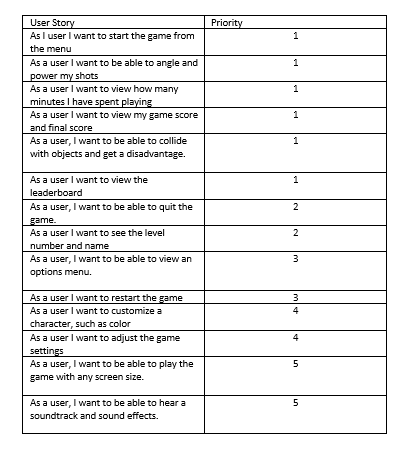 User Story Priority
As I user I want to start the game from 1
the menu
As a user I want to be able to angle and 1
power my shots
As a user I want to view how many 1
minutes I have spent playing
As a user I want to view my game score 1
and final score
As a user, I want to be able to collide 1
with objects and get a disadvantage.
As a user I want to view the 1
leaderboard
As a user, I want to be able to quit the 2
game.
As a user I want to see the level 2
number and name
As a user, I want to be able to view an 3
options menu.
As a user I want to restart the game 3
As a user I want to customize a 4
character, such as color
As a user I want to adjust the game 4
settings
As a user, I want to be able to play the 5
game with any screen size.
As a user, I want to be able to hear a 5
soundtrack and sound effects.